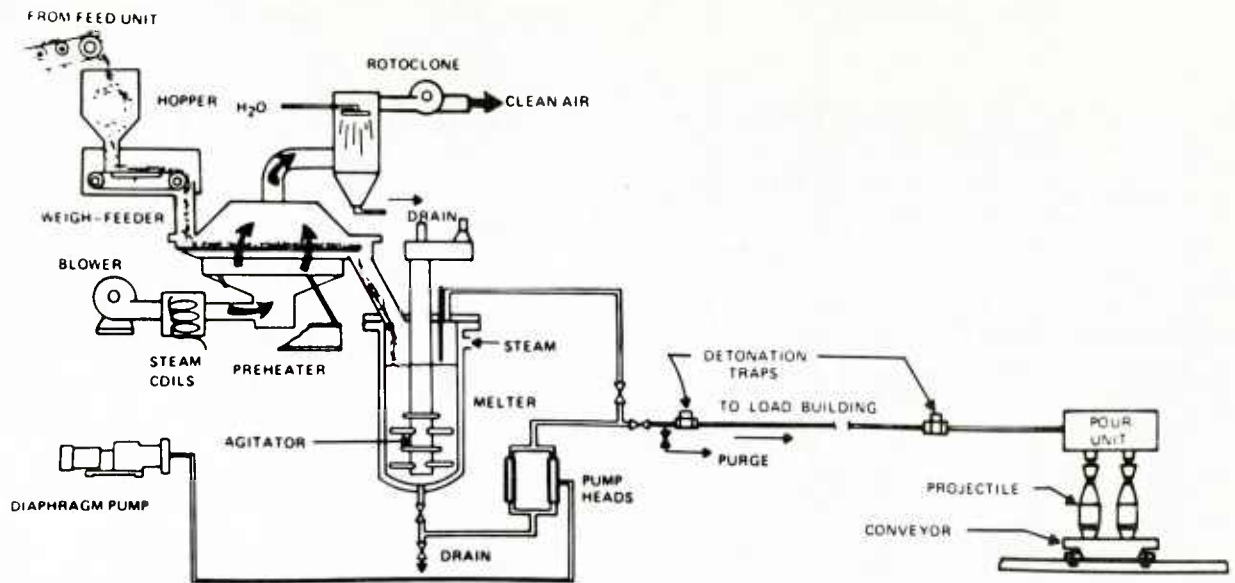 FROM FEED UNIT
ROTOCLONE
HOPPER
H2O
CLEAN AIR
WEIGH-FEEDER
DRAIN
BLOWER
STEAM
COILS
PREHEATER
STEAM
DETONATION
TRAPS
MELTER
TO LOAD BUILDING
POUR
UNIT
AGITATOR
PURGE
PUMP
HEADS
PROJECTILE
DIAPHRAGM PUMP
CONVEYOR
DRAIN